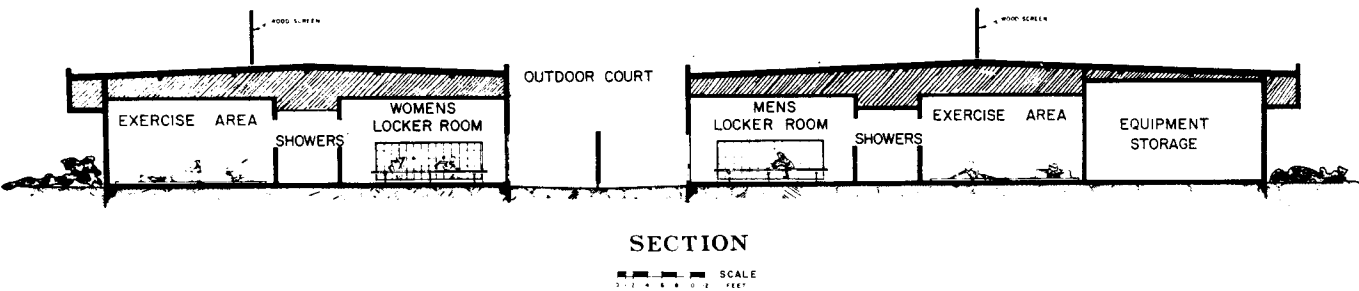 WOOD SCREEN
WOOD SCREEN
OUTDOOR COURT
EXERCISE AREA
SHOWERS
WOMENS
LOCKER ROOM
MENS
LOCKER ROOM
SHOWERS
EXERCISE AREA
EQUIPMENT
STORAGE
SECTION
SCALE
FEET